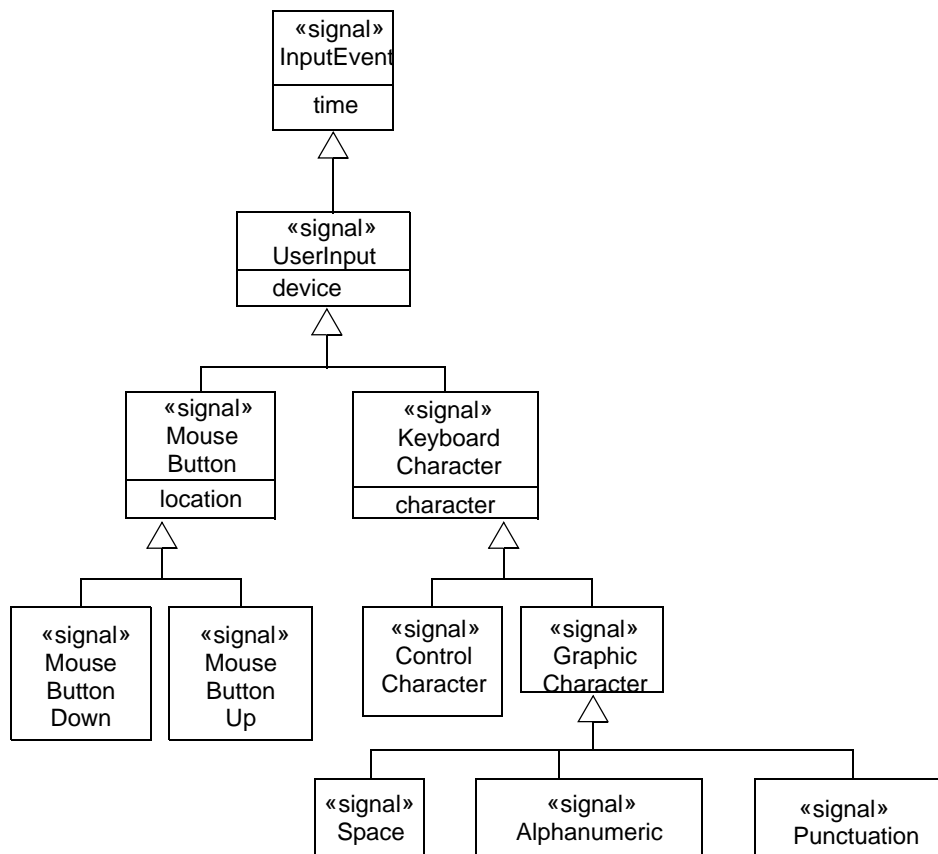 «signal»
InputEvent
time
«signal»
UserInput
device
«signal»
Mouse
Button
location
«signal»
Keyboard
Character
character
«signal»
Mouse
Button
Down
«signal»
Mouse
Button
Up
«signal»
Control
Character
«signal»
Graphic
Character
«signal»
Space
«signal»
Alphanumeric
«signal»
Punctuation